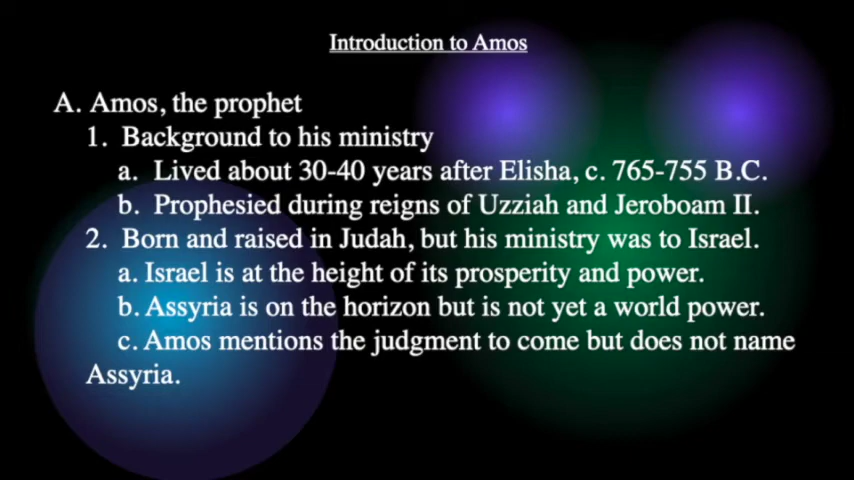 Introduction to Amos
A. Amos, the prophet
1. Background to his ministry
a. Lived about 30-40 years after Elisha, c. 765-755 B.C.
b. Prophesied during reigns of Uzziah and Jeroboam II.
2. Born and raised in Judah, but his ministry was to Israel.
a. Israel is at the height of its prosperity and power.
b. Assyria is on the horizon but is not yet a world power.
c. Amos mentions the judgment to come but does not name
Assyria.